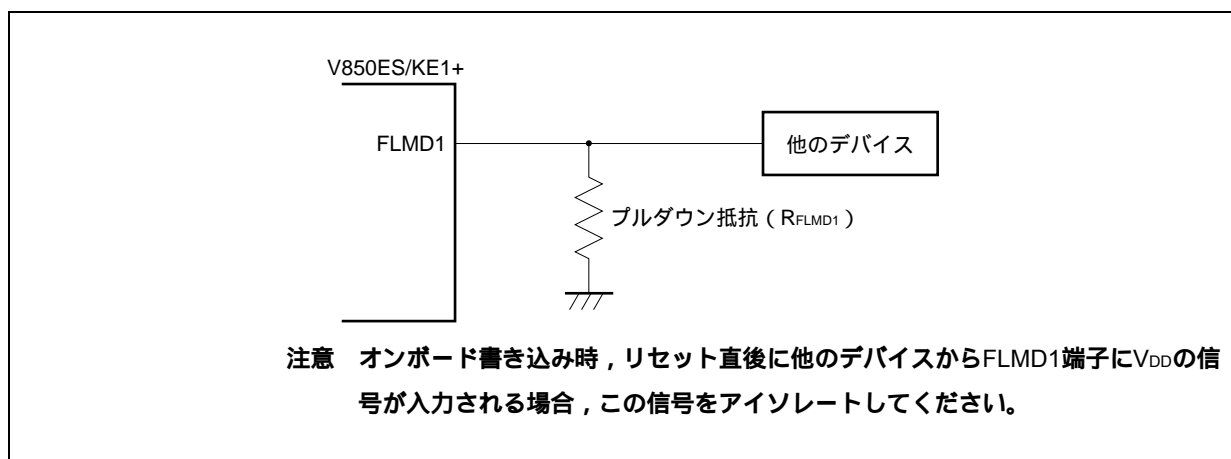 V850ES/KE1+
FLMD1
他のデバイス
プルダウン抵抗（RFLMD1）
注意　オンボード書き込み時，リセット直後に他のデバイスからFLMD1端子にVDDの信
号が入力される場合，この信号をアイソレートしてください。